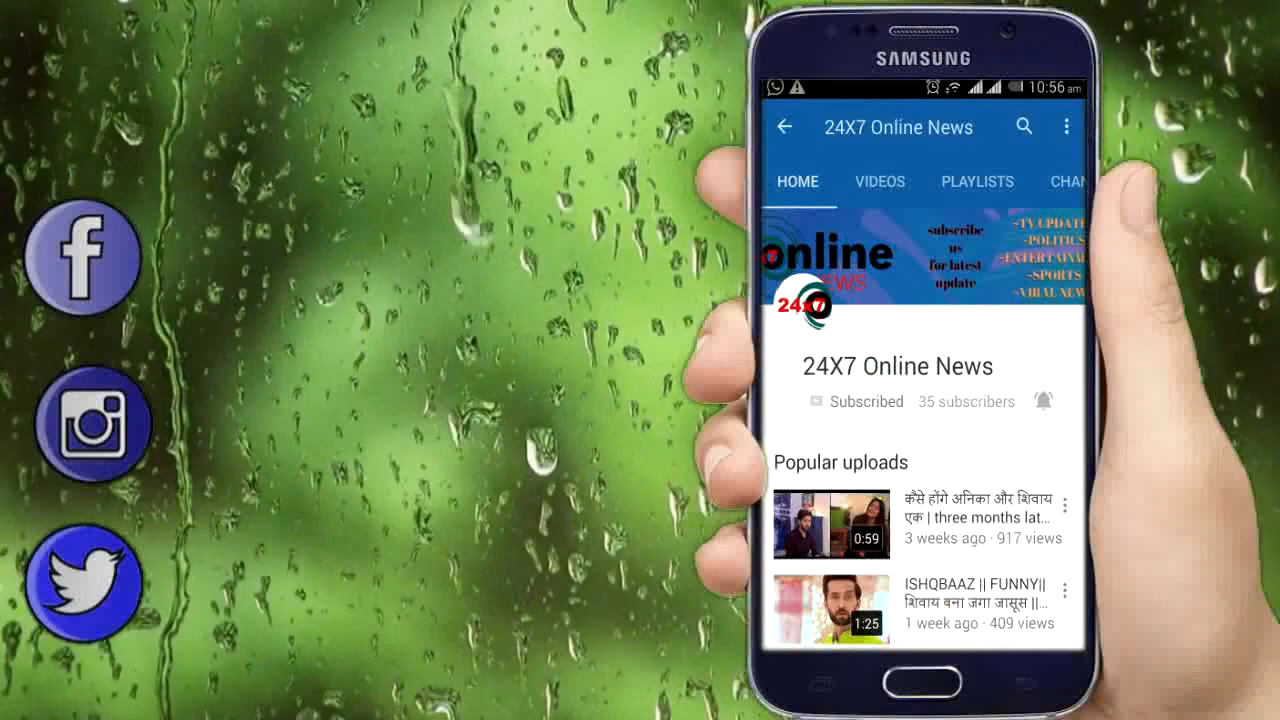 SAMSUNG
10:56 am
24X7 Online News
HOME VIDEOS PLAYLISTS CHAN
online
EWS
subscribe
us
for latest
update
~TV UPDATE
~POLITICS
~ENTERTAINM
~SPORTS
~VIRAL NEW
24x7
24X7 Online News
Subscribed 35 subscribers
Popular uploads
कैसे होंगे अनिका और शिवाय
एक | three months lat...
3 weeks ago · 917 views
0:59
ISHQBAAZ || FUNNY||
शिवाय बना जगा जासूस ||...
1 week ago · 409 views
1:25